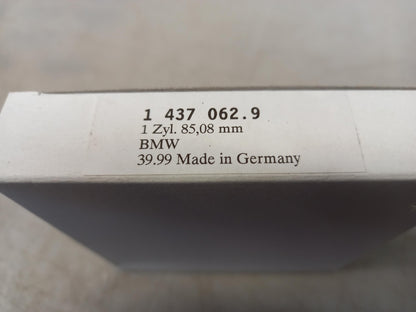 1 437 062.9
1 Zyl. 85,08 mm
BMW
39.99 Made in Germany